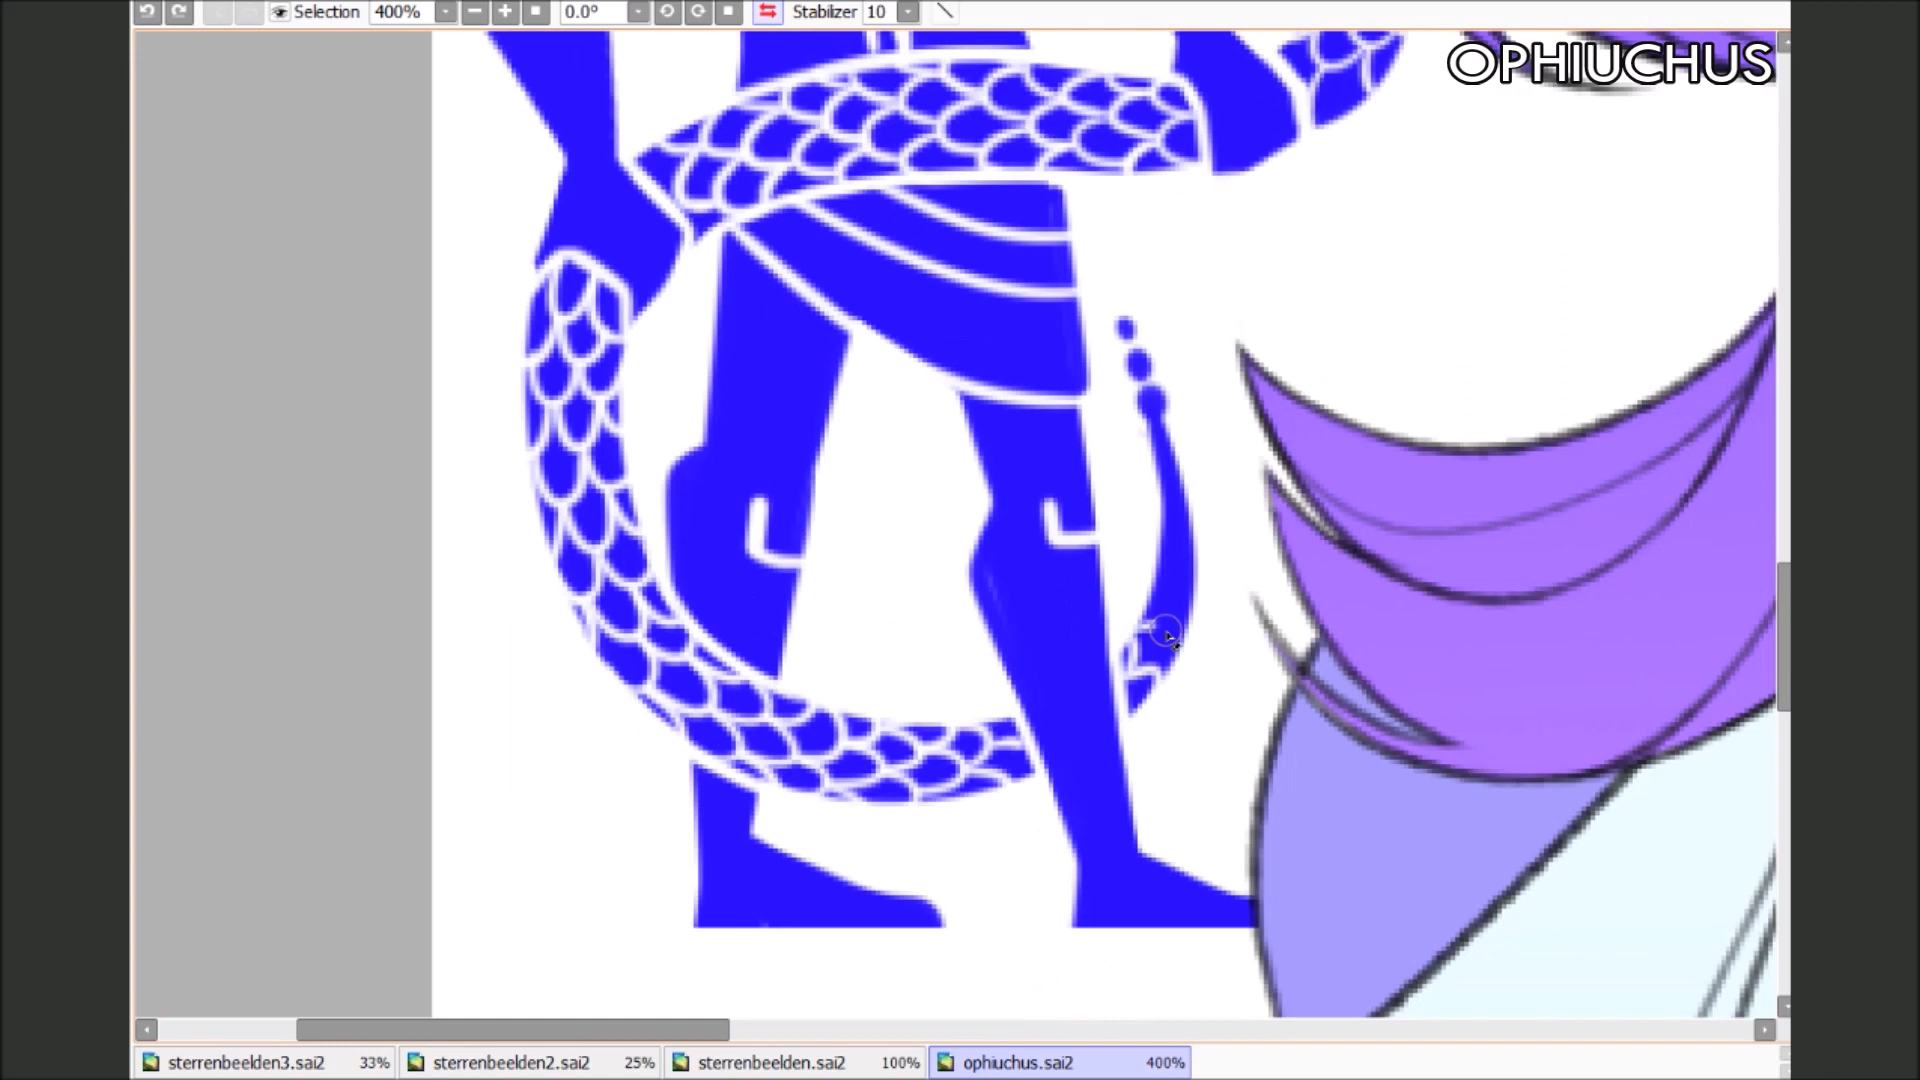 Selection 400% 0.0° Stabilizer 10
OPHIUCHUS
sterrenbeelden3.sai2 33% sterrenbeelden2.sai2 25% sterrenbeelden.sai2 100% ophiuchus.sai2 400%